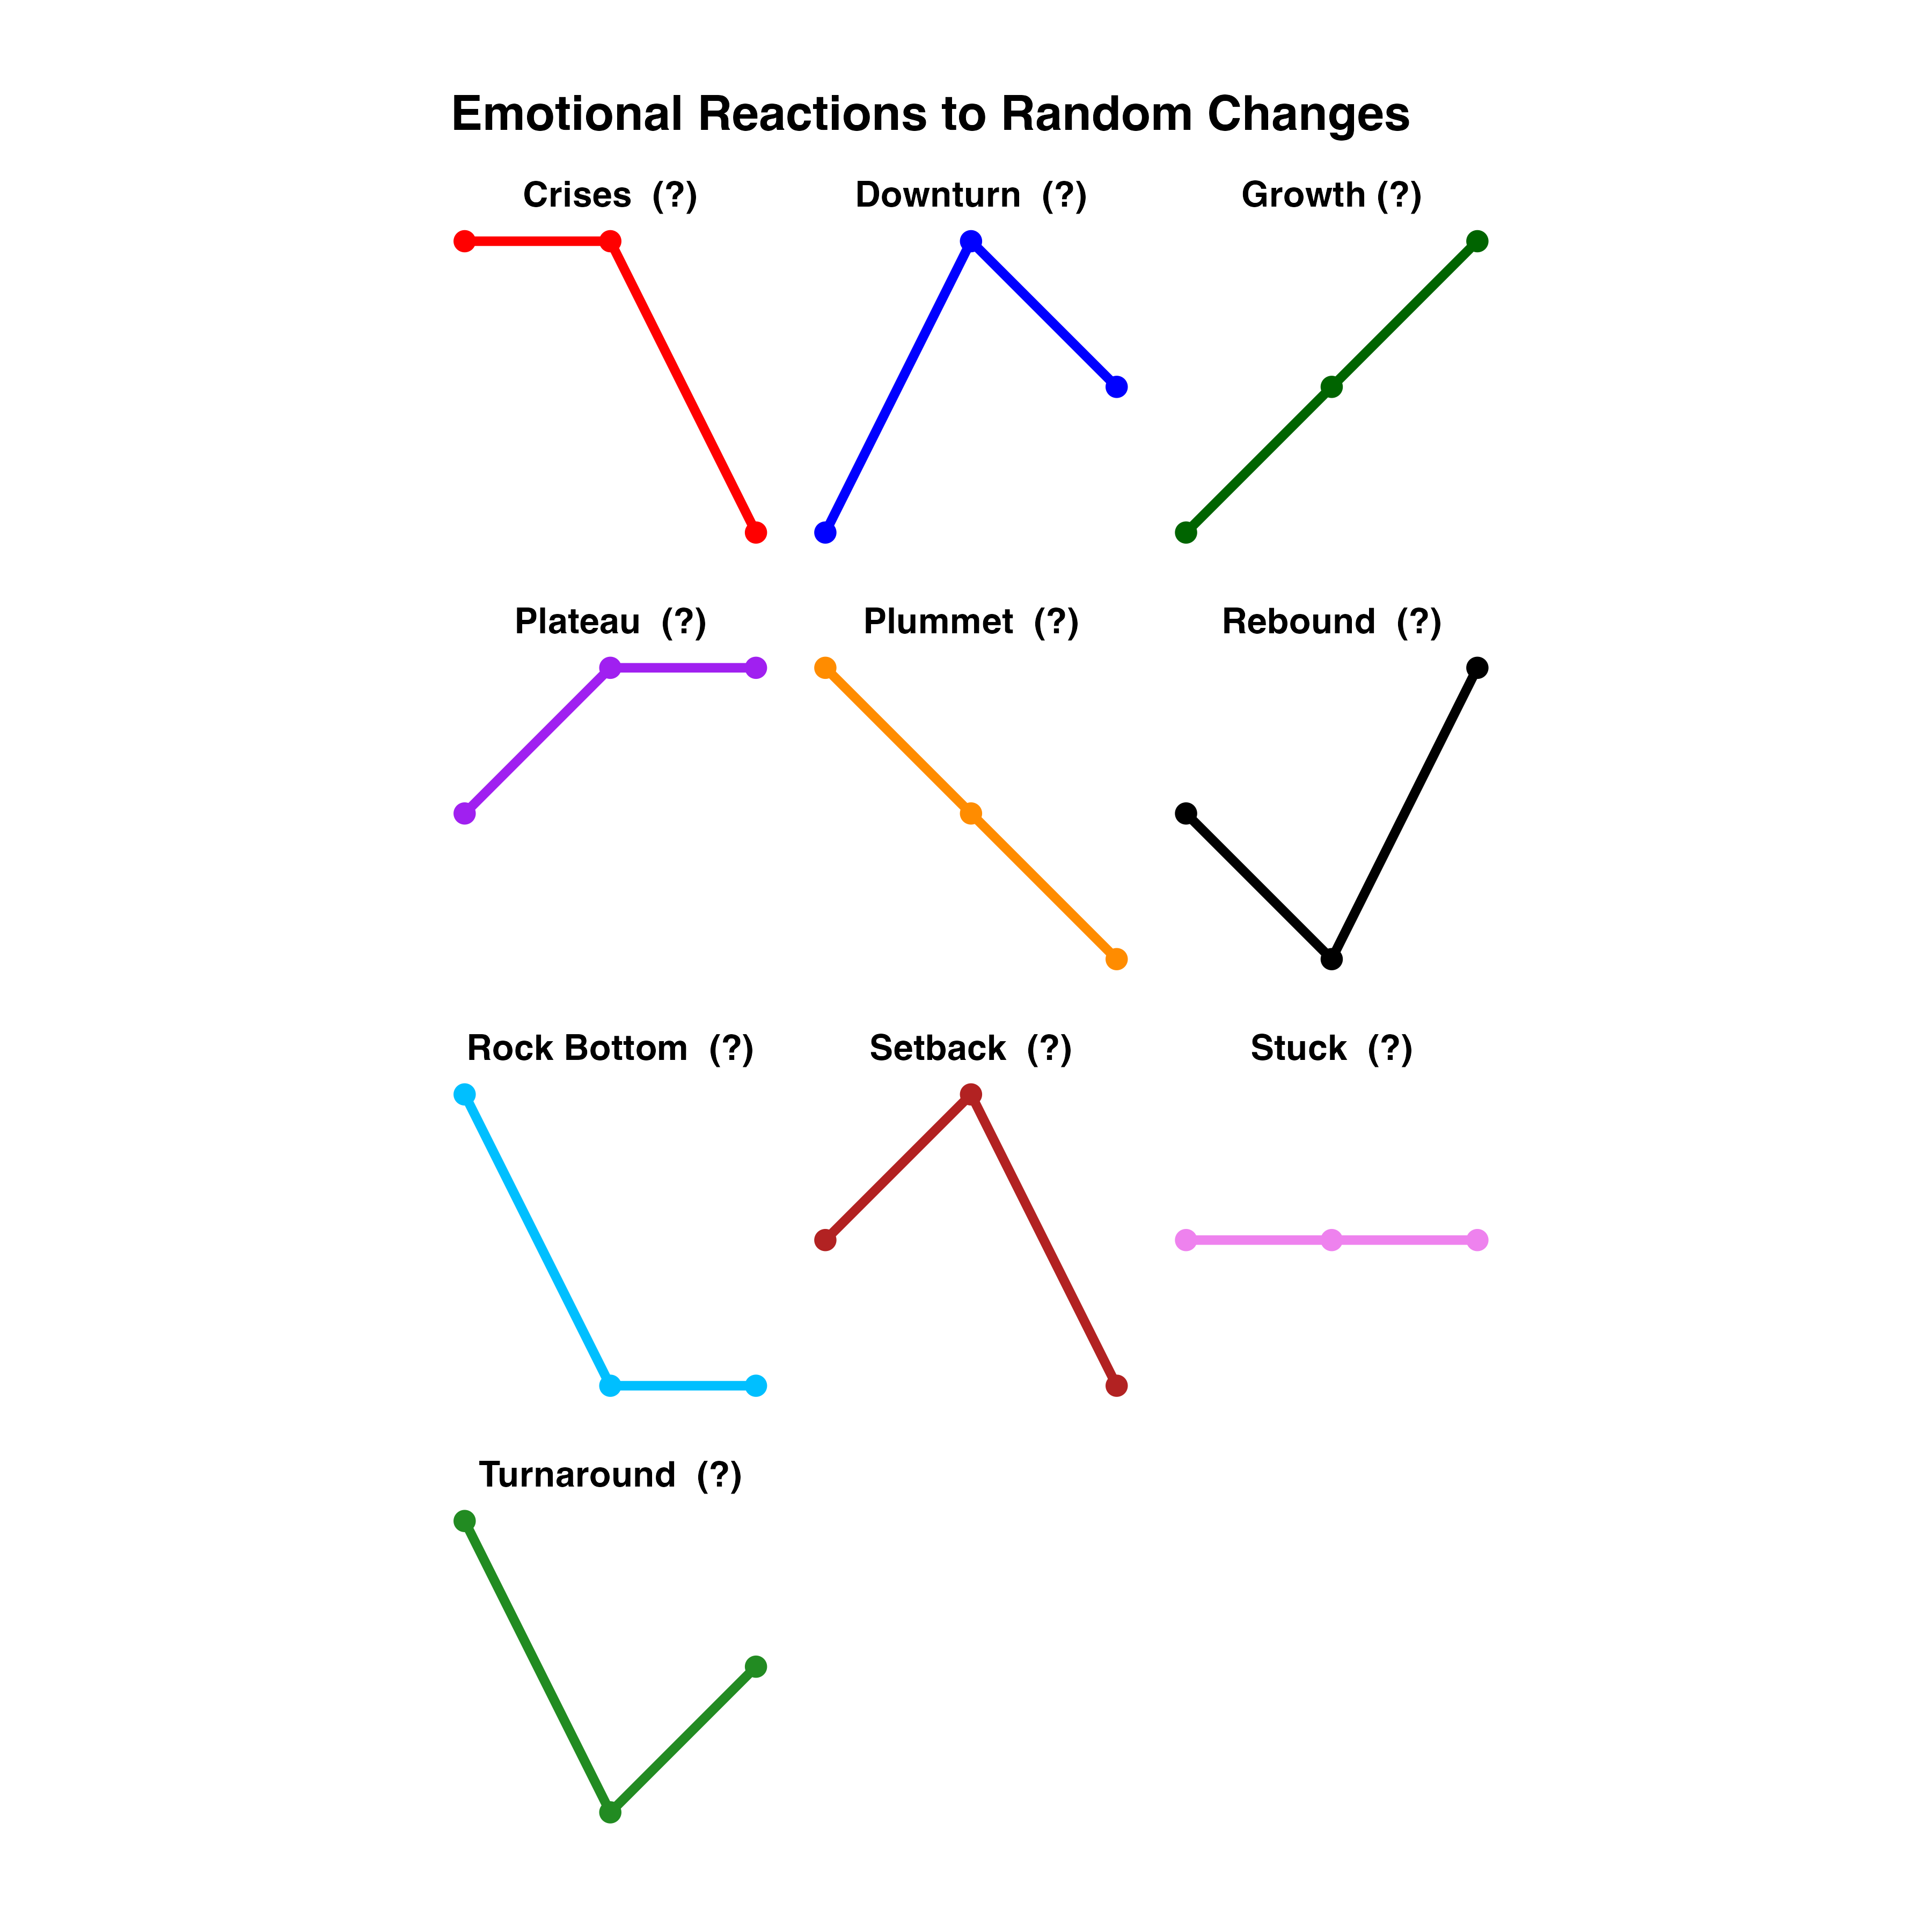 Emotional Reactions to Random Changes
Crises (?)
Downturn (?)
Growth (?)
Plateau (?)
Plummet (?)
Rebound (?)
Rock Bottom (?)
Setback (?)
Stuck (?)
Turnaround (?)